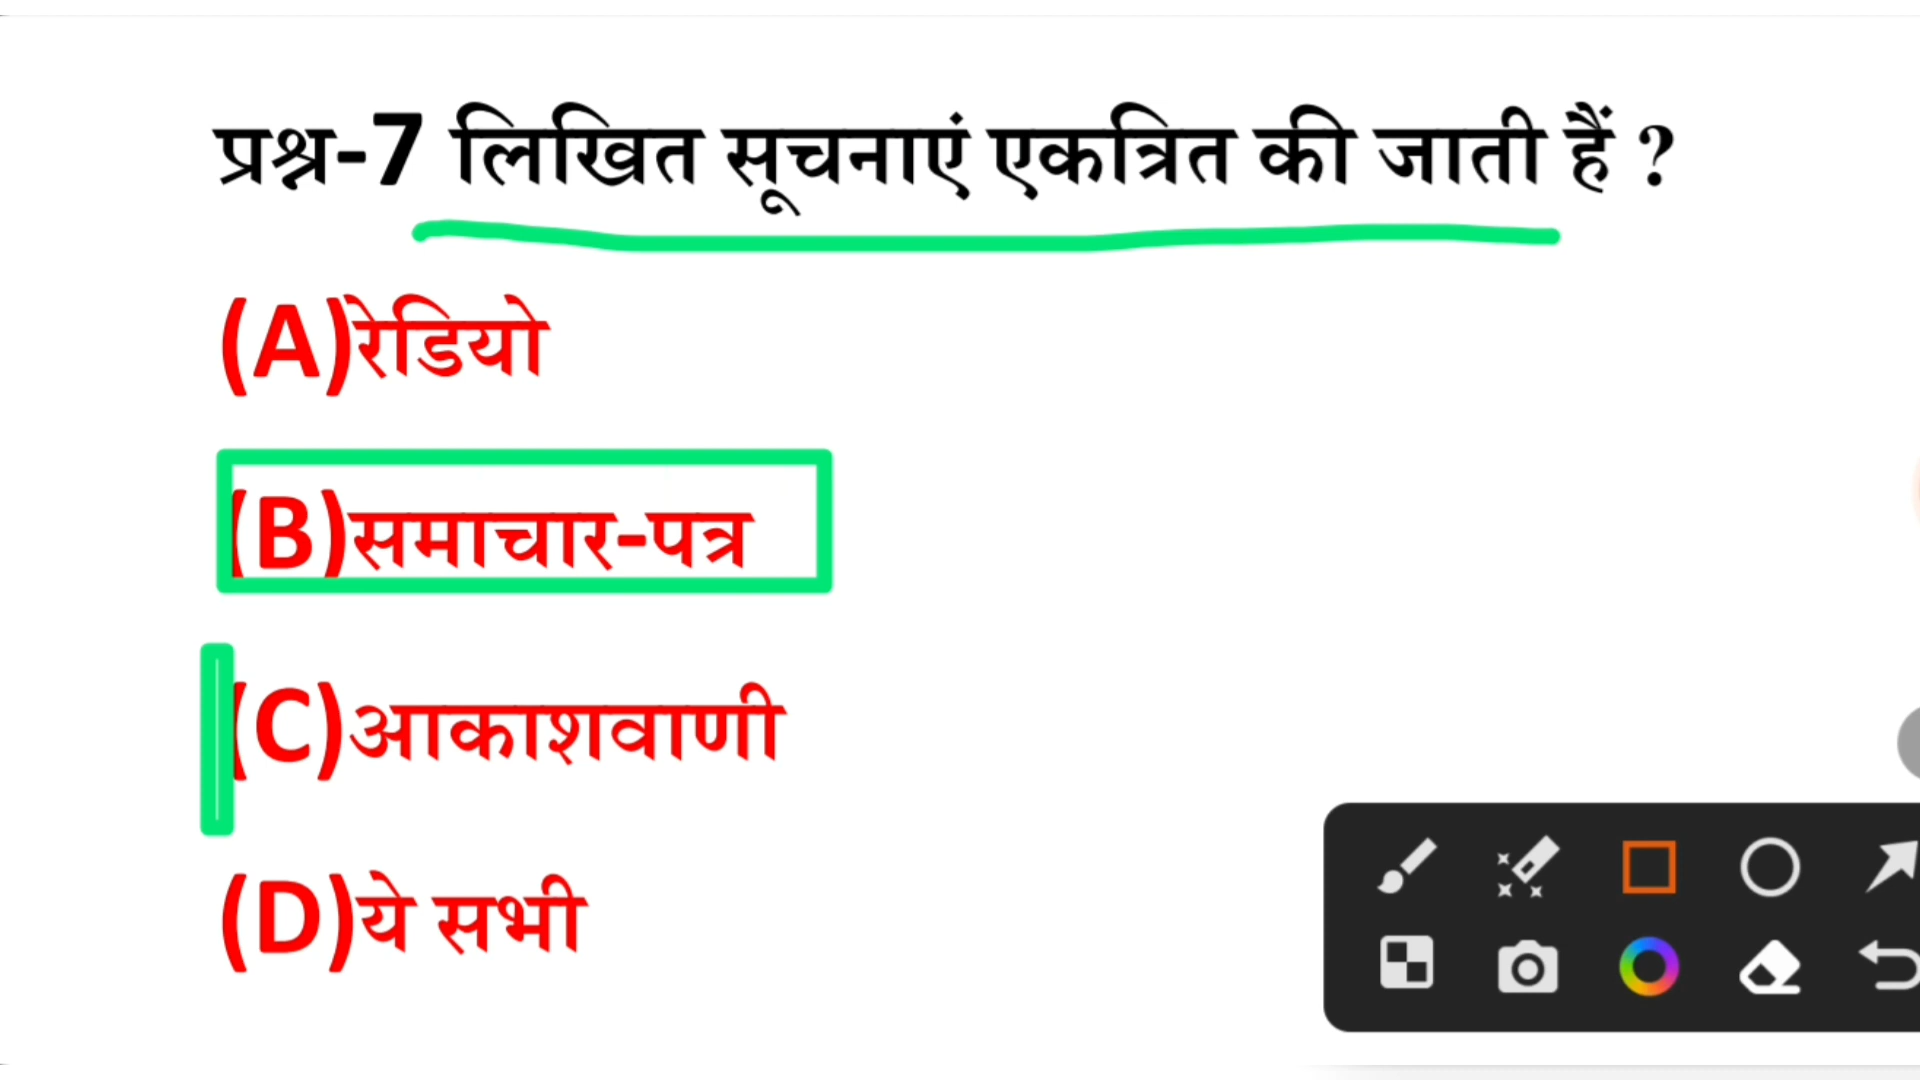 प्रश्न-7 लिखित सूचनाएं एकत्रित की जाती हैं ?
(A)रेडियो
(B)समाचार-पत्र
(C)आकाशवाणी
(D)ये सभी